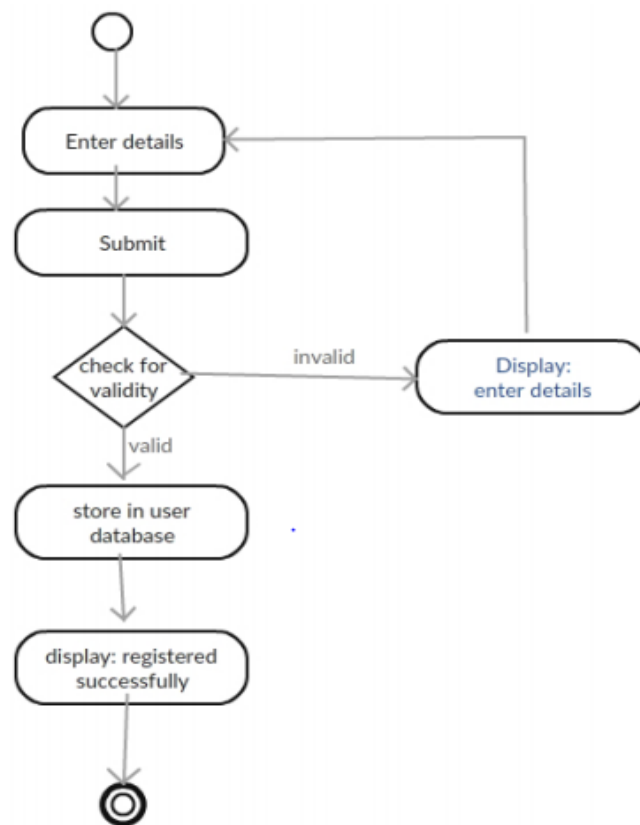 Enter details
Submit
check for
validity
invalid
Display:
enter details
valid
store in user
database
display: registered
successfully